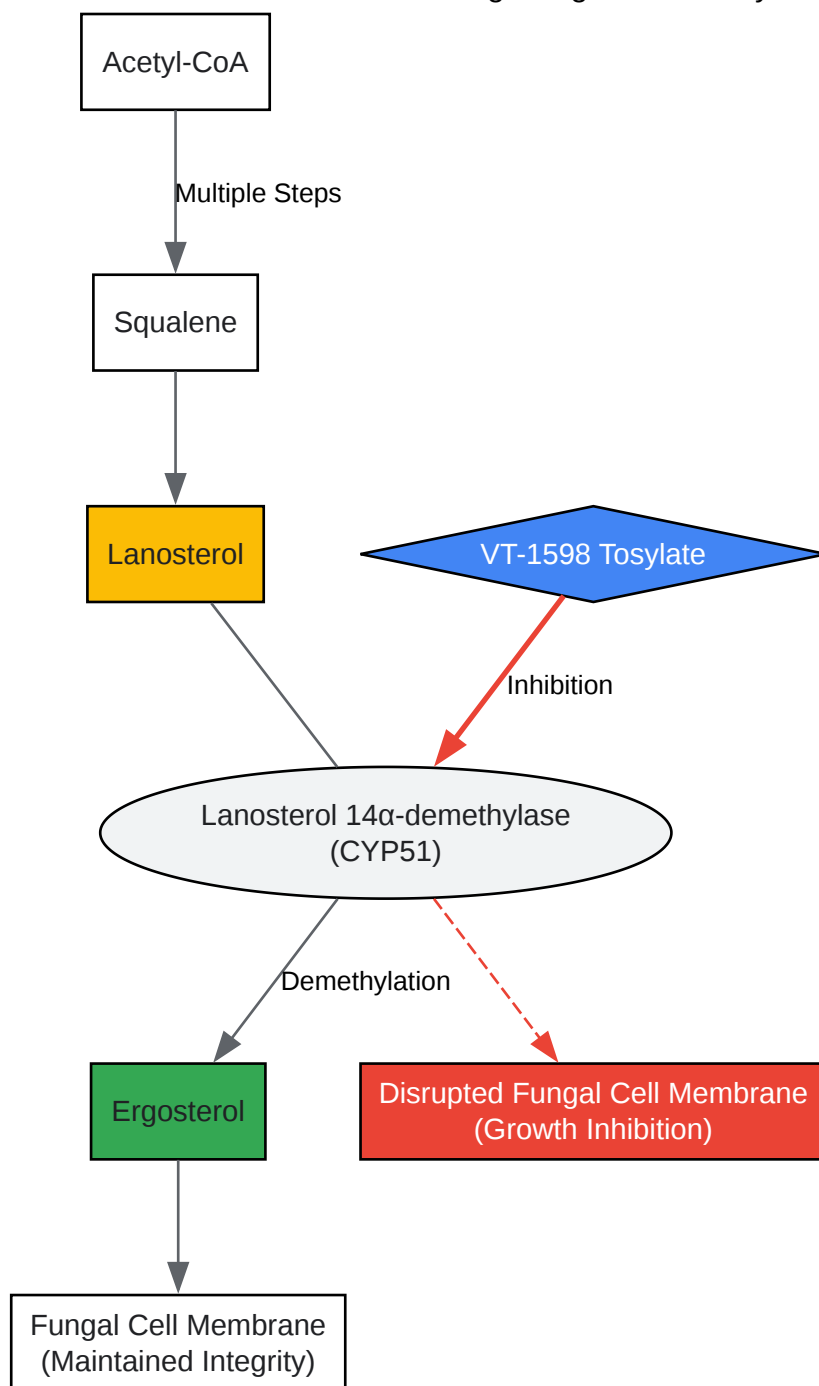 Acetyl-CoA
Multiple Steps
Squalene
Lanosterol
VT-1598 Tosylate
Inhibition
Lanosterol 14α-demethylase
(CYP51)
Demethylation
Ergosterol
Disrupted Fungal Cell Membrane
(Growth Inhibition)
Fungal Cell Membrane
(Maintained Integrity)